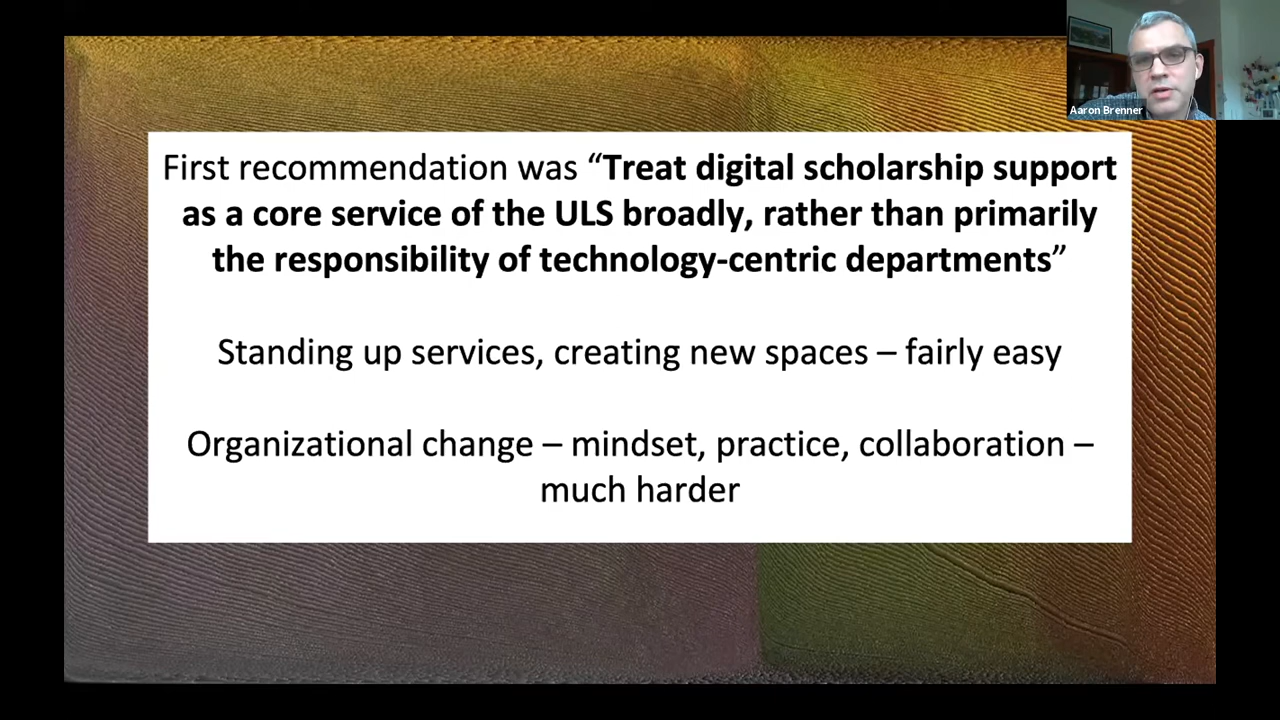 Aaron Brenner
First recommendation was “Treat digital scholarship support
as a core service of the ULS broadly, rather than primarily
the responsibility of technology-centric departments”
Standing up services, creating new spaces – fairly easy
Organizational change – mindset, practice, collaboration –
much harder